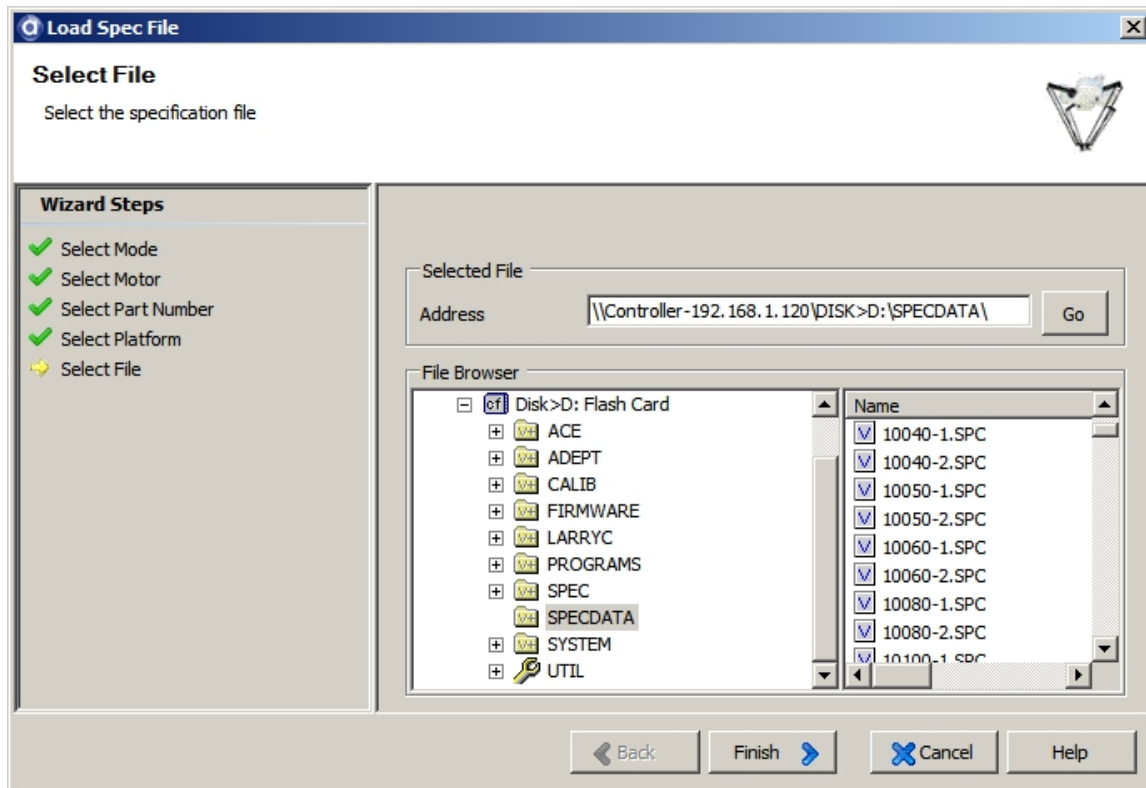 Load Spec File
Select File
Select the specification file
Wizard Steps
Select Mode
Select Motor
Select Part Number
Select Platform
Select File
Selected File
Address
\\Controller-192.168.1.120\DISK>D:\SPECDATA\
Go
File Browser
cf Disk>D: Flash Card
V+ ACE
V+ ADEPT
V+ CALIB
V+ FIRMWARE
V+ LARRYC
V+ PROGRAMS
V+ SPEC
V+ SPECDATA
V+ SYSTEM
UTIL
Name
V 10040-1.SPC
V 10040-2.SPC
V 10050-1.SPC
V 10050-2.SPC
V 10060-1.SPC
V 10060-2.SPC
V 10080-1.SPC
V 10080-2.SPC
V 10100-1.SPC
Back
Finish
Cancel
Help